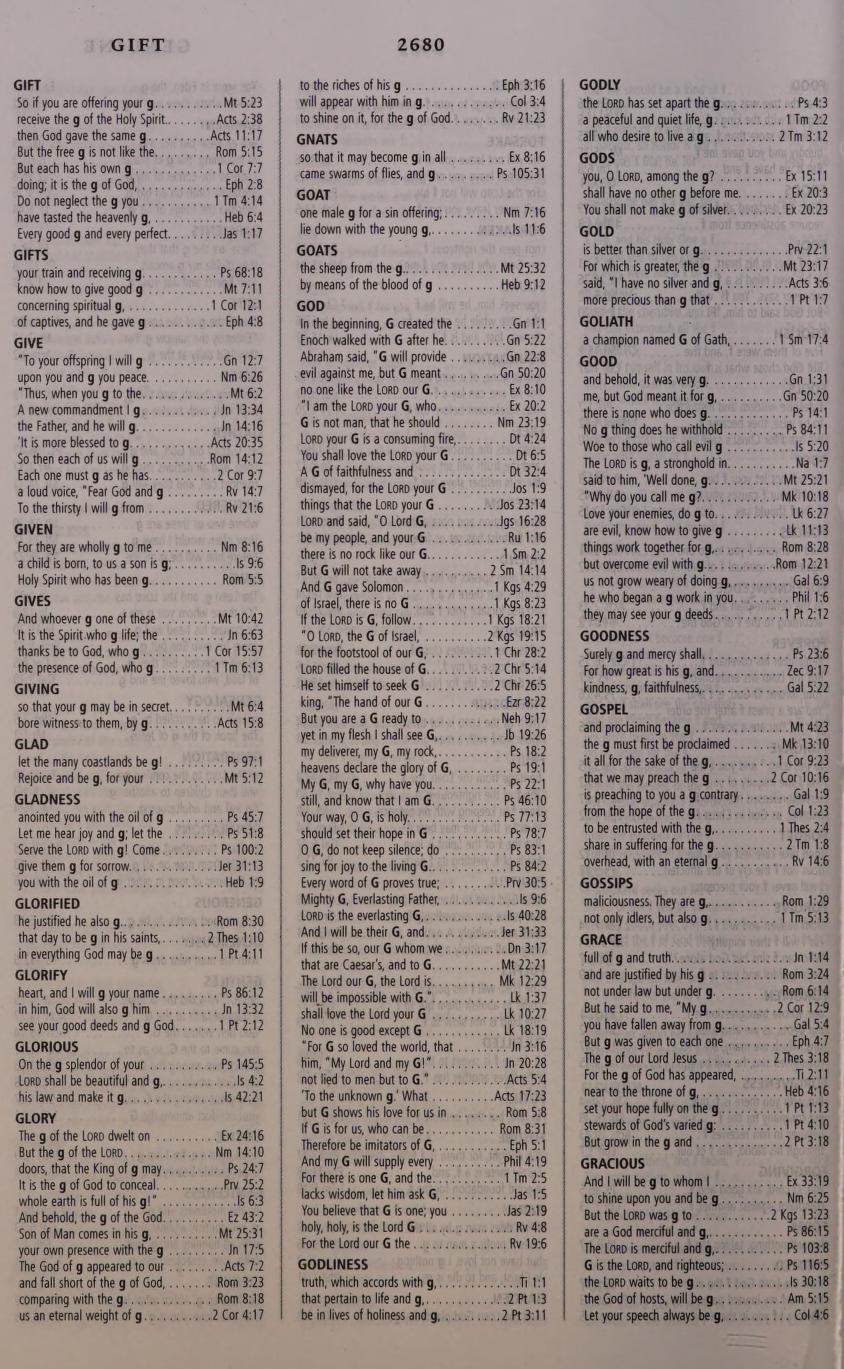 GIFT
2680
GIFT
So if you are offering your g. . . . . . . . . . . Mt 5:23
receive the g of the Holy Spirit. . . . . . . . Acts 2:38
then God gave the same g. . . . . . . . . . Acts 11:17
But the free g is not like the. . . . . . . . . Rom 5:15
But each has his own g . . . . . . . . . . . . . 1 Cor 7:7
doing; it is the g of God, . . . . . . . . . . . . Eph 2:8
Do not neglect the g you . . . . . . . . . . . 1 Tm 4:14
have tasted the heavenly g, . . . . . . . . . . Heb 6:4
Every good g and every perfect. . . . . . . . . Jas 1:17
GIFTS
your train and receiving g. . . . . . . . . . . . Ps 68:18
know how to give good g . . . . . . . . . . . Mt 7:11
concerning spiritual g, . . . . . . . . . . . . . 1 Cor 12:1
of captives, and he gave g . . . . . . . . . . . . Eph 4:8
GIVE
"To your offspring I will g . . . . . . . . . . . Gn 12:7
upon you and g you peace. . . . . . . . . . . Nm 6:26
"Thus, when you g to the. . . . . . . . . . . . . Mt 6:2
A new commandment I g. . . . . . . . . . . . Jn 13:34
the Father, and he will g. . . . . . . . . . . . . Jn 14:16
'It is more blessed to g. . . . . . . . . . . . . Acts 20:35
So then each of us will g . . . . . . . . . . . Rom 14:12
Each one must g as he has. . . . . . . . . . . 2 Cor 9:7
a loud voice, "Fear God and g . . . . . . . . . Rv 14:7
To the thirsty I will g from . . . . . . . . . . . . Rv 21:6
GIVEN
For they are wholly g to me . . . . . . . . . . Nm 8:16
a child is born, to us a son is g; . . . . . . . . . . Is 9:6
Holy Spirit who has been g. . . . . . . . . . . Rom 5:5
GIVES
And whoever g one of these . . . . . . . . . Mt 10:42
It is the Spirit who g life; the . . . . . . . . . . Jn 6:63
thanks be to God, who g. . . . . . . . . . 1 Cor 15:57
the presence of God, who g. . . . . . . . . 1 Tm 6:13
GIVING
so that your g may be in secret. . . . . . . . . . Mt 6:4
bore witness to them, by g. . . . . . . . . . . Acts 15:8
GLAD
let the many coastlands be g! . . . . . . . . . Ps 97:1
Rejoice and be g, for your . . . . . . . . . . . . Mt 5:12
GLADNESS
anointed you with the oil of g . . . . . . . . . Ps 45:7
Let me hear joy and g; let the . . . . . . . . . Ps 51:8
Serve the LORD with g! Come. . . . . . . . . Ps 100:2
give them g for sorrow. . . . . . . . . . . . . . Jer 31:13
you with the oil of g . . . . . . . . . . . . . . . . Heb 1:9
GLORIFIED
he justified he also g. . . . . . . . . . . . . . . Rom 8:30
that day to be g in his saints, . . . . . . . . 2 Thes 1:10
in everything God may be g . . . . . . . . . . 1 Pt 4:11
GLORIFY
heart, and I will g your name . . . . . . . . . Ps 86:12
in him, God will also g him . . . . . . . . . . Jn 13:32
see your good deeds and g God. . . . . . . 1 Pt 2:12
GLORIOUS
On the g splendor of your . . . . . . . . . . . Ps 145:5
LORD shall be beautiful and g, . . . . . . . . . . . Is 4:2
his law and make it g. . . . . . . . . . . . . . . . Is 42:21
GLORY
The g of the LORD dwelt on . . . . . . . . . . Ex 24:16
But the g of the LORD. . . . . . . . . . . . . . Nm 14:10
doors, that the King of g may. . . . . . . . . . Ps 24:7
It is the g of God to conceal. . . . . . . . . . . Prv 25:2
whole earth is full of his g!" . . . . . . . . . . . . Is 6:3
And behold, the g of the God. . . . . . . . . . Ez 43:2
Son of Man comes in his g, . . . . . . . . . . Mt 25:31
your own presence with the g . . . . . . . . . Jn 17:5
The God of g appeared to our . . . . . . . . . Acts 7:2
and fall short of the g of God, . . . . . . . Rom 3:23
comparing with the g. . . . . . . . . . . . . . . Rom 8:18
us an eternal weight of g. . . . . . . . . . . 2 Cor 4:17
to the riches of his g . . . . . . . . . . . . . . . Eph 3:16
will appear with him in g. . . . . . . . . . . . . Col 3:4
to shine on it, for the g of God. . . . . . . . Rv 21:23
GNATS
so that it may become g in all . . . . . . . . . Ex 8:16
came swarms of flies, and g. . . . . . . . . . Ps 105:31
GOAT
one male g for a sin offering; . . . . . . . . . Nm 7:16
lie down with the young g, . . . . . . . . . . . . . Is 11:6
GOATS
the sheep from the g. . . . . . . . . . . . . . . Mt 25:32
by means of the blood of g . . . . . . . . . . Heb 9:12
GOD
In the beginning, G created the . . . . . . . . . Gn 1:1
Enoch walked with G after he. . . . . . . . . . Gn 5:22
Abraham said, "G will provide . . . . . . . . . Gn 22:8
evil against me, but G meant . . . . . . . . . Gn 50:20
no one like the LORD our G. . . . . . . . . . . . Ex 8:10
"I am the LORD your G, who. . . . . . . . . . . Ex 20:2
G is not man, that he should . . . . . . . . Nm 23:19
LORD your G is a consuming fire, . . . . . . . . Dt 4:24
You shall love the LORD your G . . . . . . . . . . Dt 6:5
A G of faithfulness and . . . . . . . . . . . . . . Dt 32:4
dismayed, for the LORD your G . . . . . . . . . Jos 1:9
things that the LORD your G . . . . . . . . . Jos 23:14
LORD and said, "O Lord G, . . . . . . . . . . . Jgs 16:28
be my people, and your G . . . . . . . . . . . . Ru 1:16
there is no rock like our G. . . . . . . . . . . . 1 Sm 2:2
But G will not take away . . . . . . . . . . . 2 Sm 14:14
And G gave Solomon . . . . . . . . . . . . . . 1 Kgs 4:29
of Israel, there is no G . . . . . . . . . . . . . 1 Kgs 8:23
If the LORD is G, follow. . . . . . . . . . . . . 1 Kgs 18:21
"O LORD, the G of Israel, . . . . . . . . . . 2 Kgs 19:15
for the footstool of our G, . . . . . . . . . . . 1 Chr 28:2
LORD filled the house of G. . . . . . . . . . . . 2 Chr 5:14
He set himself to seek G . . . . . . . . . . . . 2 Chr 26:5
king, "The hand of our G . . . . . . . . . . . . . Ezr 8:22
But you are a G ready to . . . . . . . . . . . . . Neh 9:17
yet in my flesh I shall see G, . . . . . . . . . . Jb 19:26
my deliverer, my G, my rock, . . . . . . . . . . . Ps 18:2
heavens declare the glory of G, . . . . . . . . Ps 19:1
My G, my G, why have you. . . . . . . . . . . . Ps 22:1
still, and know that I am G. . . . . . . . . . . Ps 46:10
Your way, O G, is holy. . . . . . . . . . . . . . . Ps 77:13
should set their hope in G . . . . . . . . . . . . Ps 78:7
O G, do not keep silence; do . . . . . . . . . . Ps 83:1
sing for joy to the living G. . . . . . . . . . . . . Ps 84:2
Every word of G proves true; . . . . . . . . . . Prv 30:5
Mighty G, Everlasting Father, . . . . . . . . . . . . Is 9:6
LORD is the everlasting G, . . . . . . . . . . . . . Is 40:28
And I will be their G, and. . . . . . . . . . . . Jer 31:33
If this be so, our G whom we . . . . . . . . . . Dn 3:17
that are Caesar's, and to G. . . . . . . . . . . Mt 22:21
The Lord our G, the Lord is. . . . . . . . . . . Mk 12:29
will be impossible with G.". . . . . . . . . . . . Lk 1:37
shall love the Lord your G . . . . . . . . . . . Lk 10:27
No one is good except G . . . . . . . . . . . . Lk 18:19
"For G so loved the world, that . . . . . . . . Jn 3:16
him, "My Lord and my G!". . . . . . . . . . . . Jn 20:28
not lied to men but to G." . . . . . . . . . . . . Acts 5:4
'To the unknown g.' What . . . . . . . . . . Acts 17:23
but G shows his love for us in . . . . . . . . . Rom 5:8
If G is for us, who can be. . . . . . . . . . . . Rom 8:31
Therefore be imitators of G, . . . . . . . . . . . Eph 5:1
And my G will supply every . . . . . . . . . . Phil 4:19
For there is one G, and the. . . . . . . . . . . . 1 Tm 2:5
lacks wisdom, let him ask G, . . . . . . . . . . . Jas 1:5
You believe that G is one; you . . . . . . . . . Jas 2:19
holy, holy, is the Lord G . . . . . . . . . . . . . . . Rv 4:8
For the Lord our G the . . . . . . . . . . . . . . . Rv 19:6
GODLINESS
truth, which accords with g, . . . . . . . . . . . . . Ti 1:1
that pertain to life and g, . . . . . . . . . . . . . 2 Pt 1:3
be in lives of holiness and g, . . . . . . . . . . 2 Pt 3:11
GODLY
the LORD has set apart the g. . . . . . . . . . . . . Ps 4:3
a peaceful and quiet life, g . . . . . . . . . . . . 1 Tm 2:2
all who desire to live a g . . . . . . . . . . . . 2 Tm 3:12
GODS
you, O LORD, among the g? . . . . . . . . . . Ex 15:11
shall have no other g before me. . . . . . . . Ex 20:3
You shall not make g of silver. . . . . . . . . Ex 20:23
GOLD
is better than silver or g. . . . . . . . . . . . . . Prv 22:1
For which is greater, the g . . . . . . . . . . . Mt 23:17
said, "I have no silver and g, . . . . . . . . . . Acts 3:6
more precious than g that . . . . . . . . . . . . 1 Pt 1:7
GOLIATH
a champion named G of Gath, . . . . . . . 1 Sm 17:4
GOOD
and behold, it was very g. . . . . . . . . . . . . Gn 1:31
me, but God meant it for g, . . . . . . . . . . Gn 50:20
there is none who does g. . . . . . . . . . . . . Ps 14:1
No g thing does he withhold . . . . . . . . . Ps 84:11
Woe to those who call evil g . . . . . . . . . . . Is 5:20
The LORD is g, a stronghold in. . . . . . . . . . . Na 1:7
said to him, 'Well done, g. . . . . . . . . . . . Mt 25:21
"Why do you call me g?. . . . . . . . . . . . . Mk 10:18
Love your enemies, do g to. . . . . . . . . . . . Lk 6:27
are evil, know how to give g . . . . . . . . . . Lk 11:13
things work together for g, . . . . . . . . . . . Rom 8:28
but overcome evil with g. . . . . . . . . . . . Rom 12:21
us not grow weary of doing g, . . . . . . . . . . Gal 6:9
he who began a g work in you. . . . . . . . . Phil 1:6
they may see your g deeds. . . . . . . . . . . . 1 Pt 2:12
GOODNESS
Surely g and mercy shall. . . . . . . . . . . . . . Ps 23:6
For how great is his g, and. . . . . . . . . . . . Zec 9:17
kindness, g, faithfulness, . . . . . . . . . . . . . Gal 5:22
GOSPEL
and proclaiming the g . . . . . . . . . . . . . . . Mt 4:23
the g must first be proclaimed . . . . . . . Mk 13:10
it all for the sake of the g, . . . . . . . . . . . 1 Cor 9:23
that we may preach the g . . . . . . . . . 2 Cor 10:16
is preaching to you a g contrary. . . . . . . . . Gal 1:9
from the hope of the g. . . . . . . . . . . . . . . Col 1:23
to be entrusted with the g, . . . . . . . . . . 1 Thes 2:4
share in suffering for the g . . . . . . . . . . . 2 Tm 1:8
overhead, with an eternal g . . . . . . . . . . . Rv 14:6
GOSSIPS
maliciousness. They are g, . . . . . . . . . . . . Rom 1:29
not only idlers, but also g. . . . . . . . . . . . 1 Tm 5:13
GRACE
full of g and truth. . . . . . . . . . . . . . . . . . . Jn 1:14
and are justified by his g . . . . . . . . . . . Rom 3:24
not under law but under g. . . . . . . . . . . Rom 6:14
But he said to me, "My g . . . . . . . . . . . . 2 Cor 12:9
you have fallen away from g. . . . . . . . . . . . Gal 5:4
But g was given to each one . . . . . . . . . . . Eph 4:7
The g of our Lord Jesus . . . . . . . . . . . . 2 Thes 3:18
For the g of God has appeared, . . . . . . . . . . Ti 2:11
near to the throne of g, . . . . . . . . . . . . . Heb 4:16
set your hope fully on the g . . . . . . . . . . 1 Pt 1:13
stewards of God's varied g: . . . . . . . . . . . 1 Pt 4:10
But grow in the g and . . . . . . . . . . . . . . . 2 Pt 3:18
GRACIOUS
And I will be g to whom I . . . . . . . . . . . Ex 33:19
to shine upon you and be g . . . . . . . . . . Nm 6:25
But the LORD was g to . . . . . . . . . . . . 2 Kgs 13:23
are a God merciful and g, . . . . . . . . . . . . Ps 86:15
The LORD is merciful and g, . . . . . . . . . . . Ps 103:8
G is the LORD, and righteous; . . . . . . . . . Ps 116:5
the LORD waits to be g . . . . . . . . . . . . . . . Is 30:18
the God of hosts, will be g . . . . . . . . . . . . Am 5:15
Let your speech always be g, . . . . . . . . . . . Col 4:6